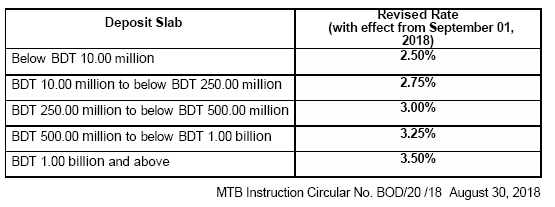 Deposit Slab
Revised Rate
(with effect from September 01,
2018)
Below BDT 10.00 million 2.50%
BDT 10.00 million to below BDT 250.00 million 2.75%
BDT 250.00 million to below BDT 500.00 million 3.00%
BDT 500.00 million to below BDT 1.00 billion 3.25%
BDT 1.00 billion and above 3.50%
MTB Instruction Circular No. BOD/20 /18 August 30, 2018